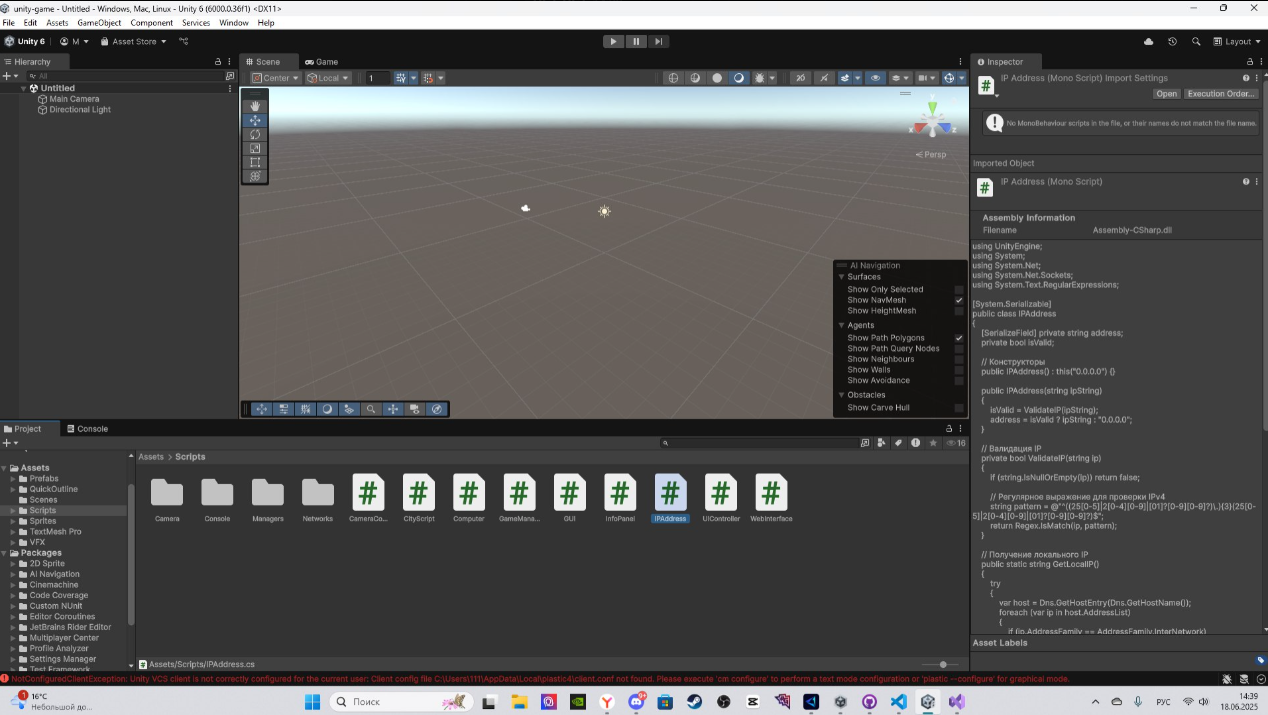 unity-game - Untitled - Windows, Mac, Linux - Unity 6 (6000.0.36f1) <DX11>
File Edit Assets GameObject Component Services Window Help
Unity 6 M Asset Store Layout
Hierarchy
All
Untitled
Main Camera
Directional Light
Scene Game
Center Local 1
Persp
AI Navigation
Surfaces
Show Only Selected
Show NavMesh
Show HeightMesh
Agents
Show Path Polygons
Show Path Query Nodes
Show Neighbours
Show Walls
Show Avoidance
Obstacles
Show Carve Hull
Inspector
IP Address (Mono Script) Import Settings
Open Execution Order...
No MonoBehaviour scripts in the file, or their names do not match the file name.
Imported Object
IP Address (Mono Script)
Assembly Information
Filename Assembly-CSharp.dll
using UnityEngine;
using System;
using System.Net;
using System.Net.Sockets;
using System.Text.RegularExpressions;
[System.Serializable]
public class IPAddress
{
[SerializeField] private string address;
private bool isValid;
// Конструкторы
public IPAddress() : this("0.0.0.0") {}
public IPAddress(string ipString)
{
isValid = ValidateIP(ipString);
address = isValid ? ipString : "0.0.0.0";
}
// Валидация IP
private bool ValidateIP(string ip)
{
if (string.IsNullOrEmpty(ip)) return false;
// Регулярное выражение для проверки IPv4
string pattern = @"^((25[0-5]|2[0-4][0-9]|[01]?[0-9][0-9]?)\.){3}(25[0-
5]|2[0-4][0-9]|[01]?[0-9][0-9]?)$";
return Regex.IsMatch(ip, pattern);
}
// Получение локального IP
public static string GetLocalIP()
{
try
{
var host = Dns.GetHostEntry(Dns.GetHostName());
foreach (var ip in host.AddressList)
{
if (ip.AddressFamily == AddressFamily.InterNetwork)
Asset Labels
Project Console
16
Assets
Prefabs
QuickOutline
Scenes
Scripts
Sprites
TextMesh Pro
VFX
Packages
2D Sprite
AI Navigation
Cinemachine
Code Coverage
Custom NUnit
Editor Coroutines
JetBrains Rider Editor
Multiplayer Center
Profile Analyzer
Settings Manager
Test Framework
Assets > Scripts
Camera Console Managers Networks CameraCo... CityScript Computer GameMana... GUI InfoPanel IPAddress UIController WebInterface
Assets/Scripts/IPAddress.cs
NotConfiguredClientException: Unity VCS client is not correctly configured for the current user: Client config file C:\Users\111\AppData\Local\plastic4\client.conf not found. Please execute 'cm configure' to perform a text mode configuration or 'plastic --configure' for graphical mode.
1
16°C
Небольшой до...
Поиск
РУС
14:39
18.06.2025